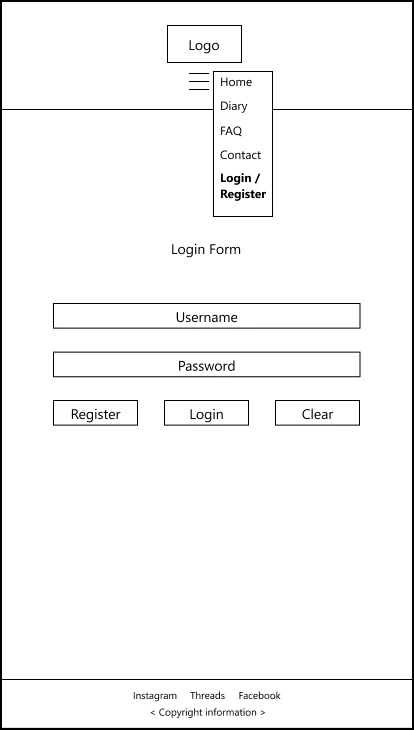 Logo
Home
Diary
FAQ
Contact
Login /
Register
Login Form
Username
Password
Register Login Clear
Instagram Threads Facebook
< Copyright information >